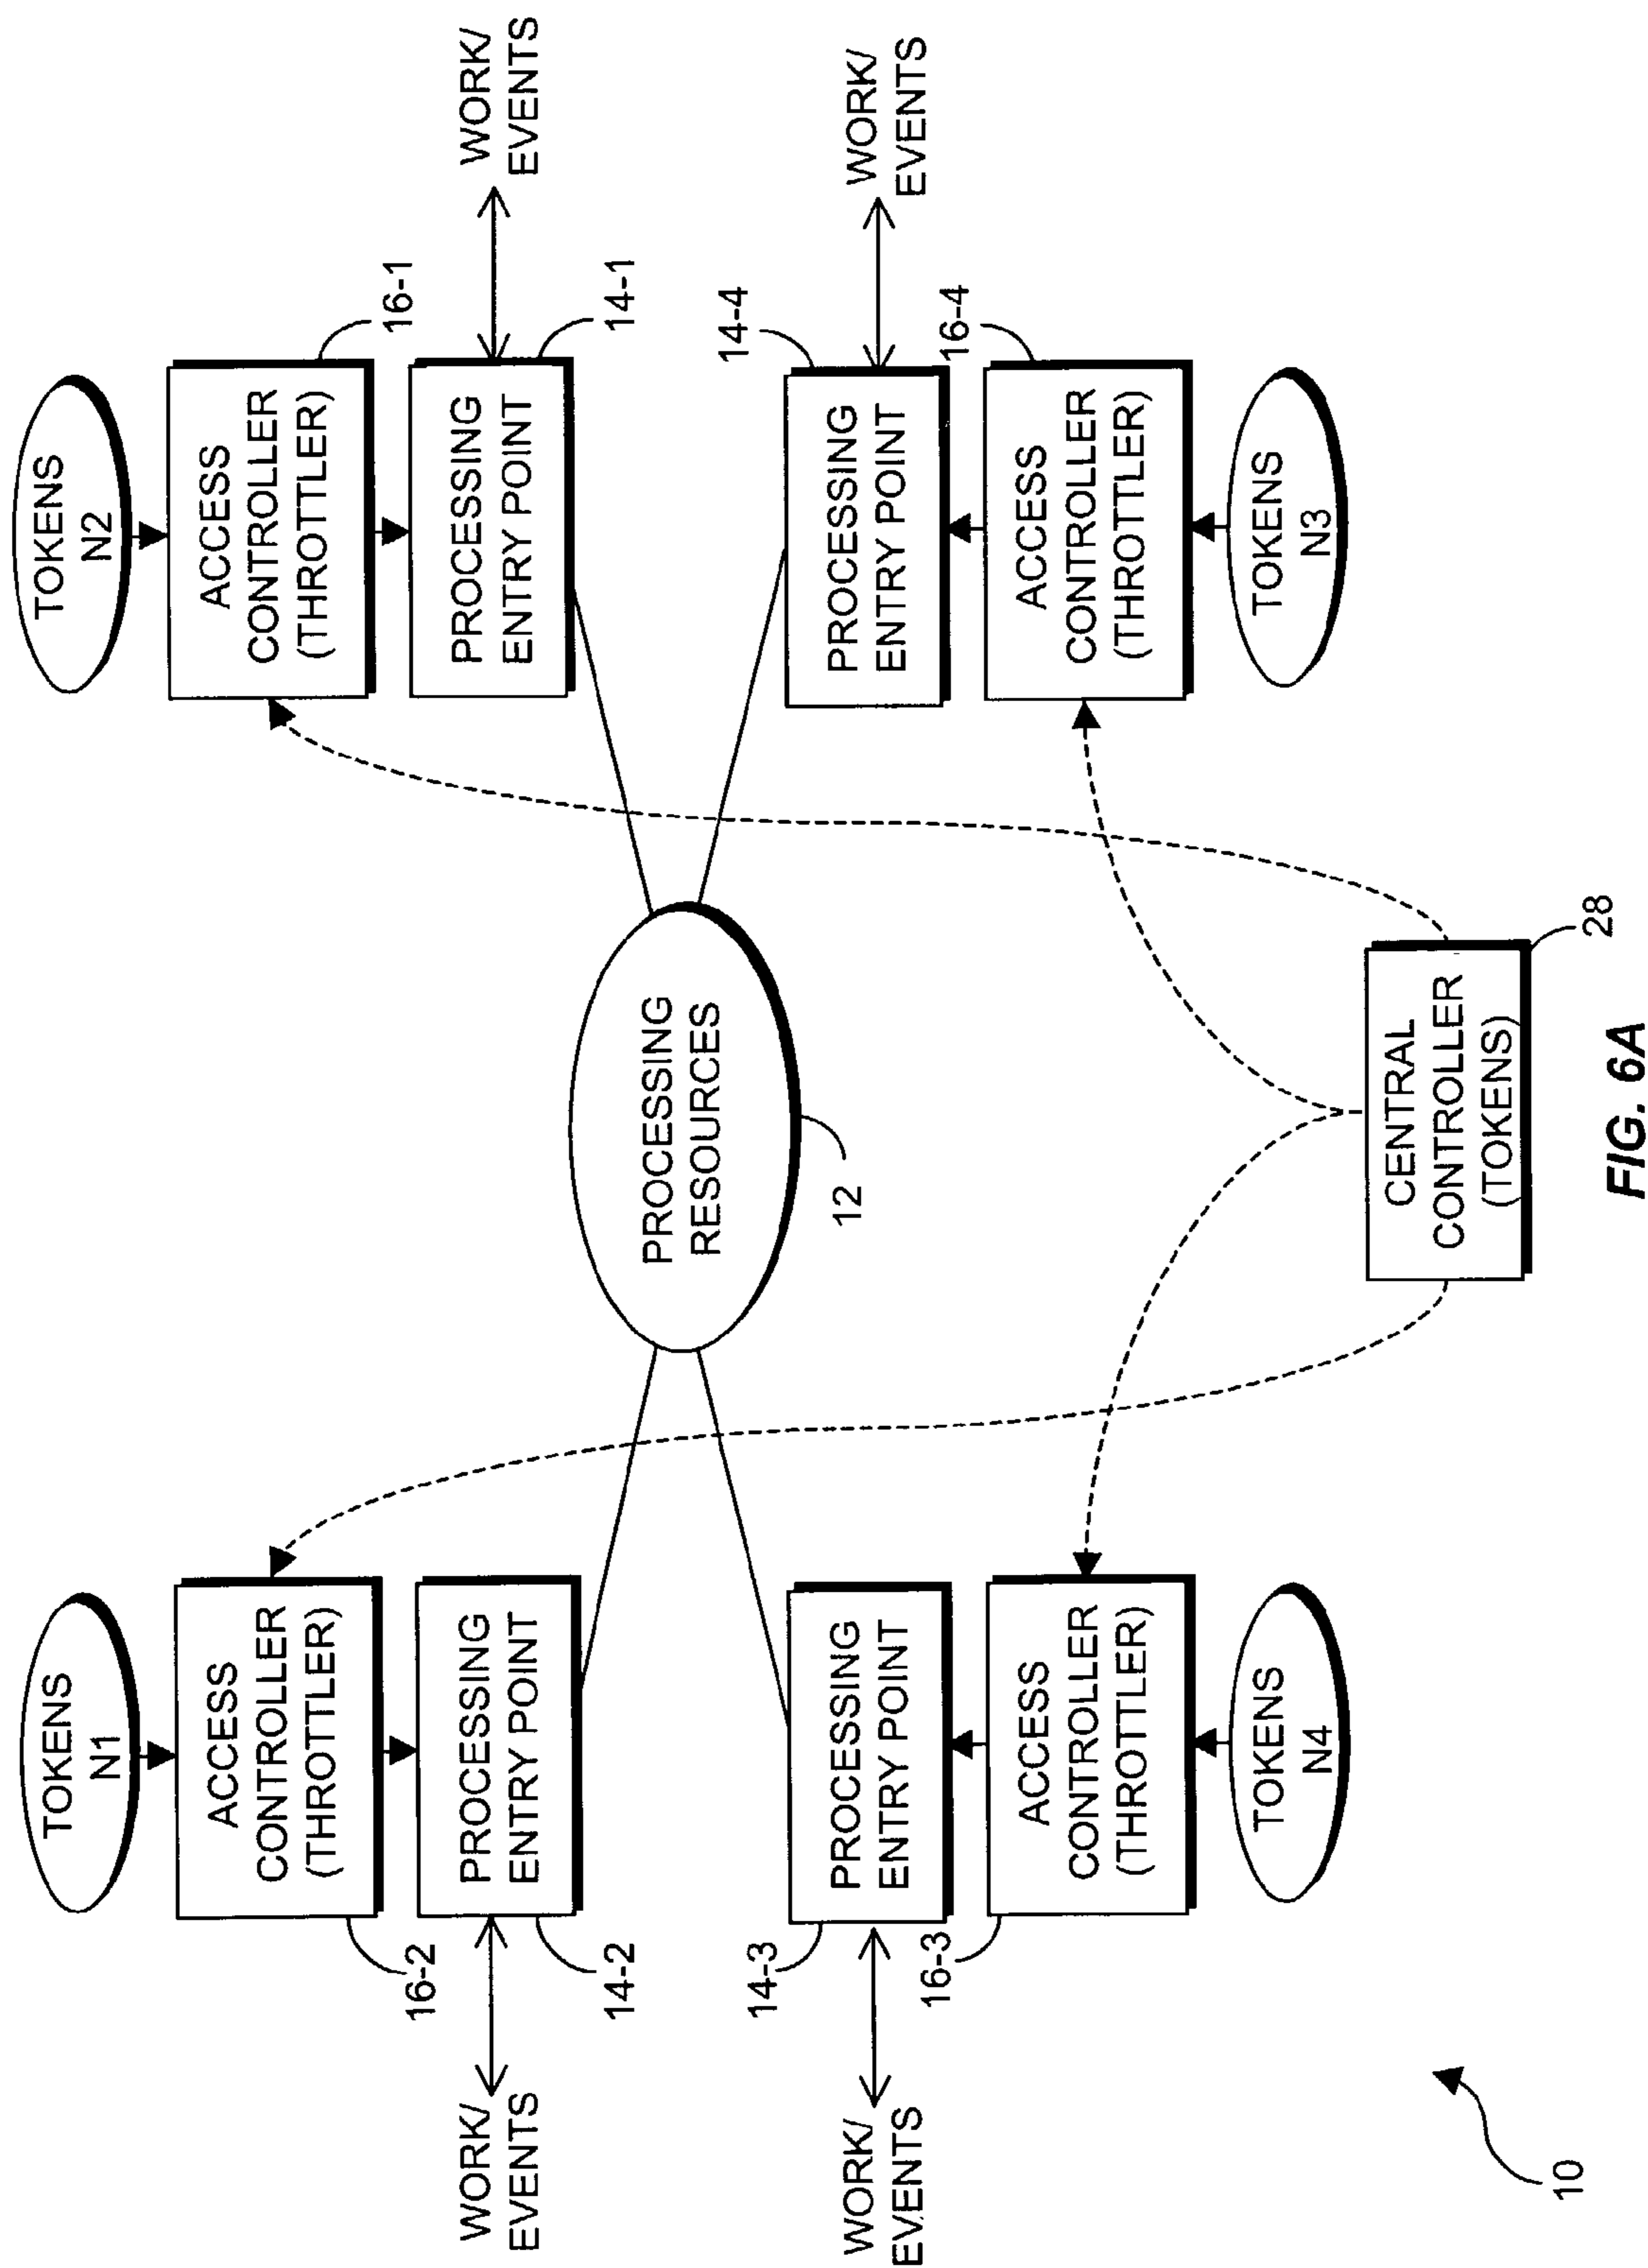 TOKENS
N1
TOKENS
N2
ACCESS
CONTROLLER
(THROTTLER)
16-2
ACCESS
CONTROLLER
(THROTTLER)
16-1
WORK/
EVENTS
PROCESSING
ENTRY POINT
14-2
PROCESSING
ENTRY POINT
14-1
WORK/
EVENTS
PROCESSING
RESOURCES
12
WORK/
EVENTS
14-3
PROCESSING
ENTRY POINT
14-4
PROCESSING
ENTRY POINT
WORK/
EVENTS
16-3
ACCESS
CONTROLLER
(THROTTLER)
16-4
ACCESS
CONTROLLER
(THROTTLER)
TOKENS
N4
TOKENS
N3
CENTRAL
CONTROLLER
(TOKENS)
28
10
FIG. 6A